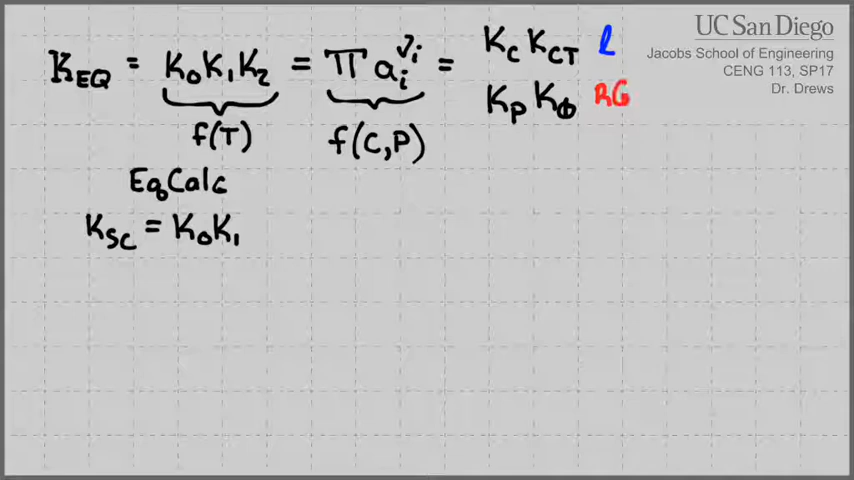 UC San Diego
Jacobs School of Engineering
CENG 113, SP17
Dr. Drews
K_EQ = K_0 K_1 K_2 = Π a_i^{νi} = K_C K_CT l
K_P K_Φ RG
f(T) f(C,P)
EqCalc
K_SC = K_0 K_1